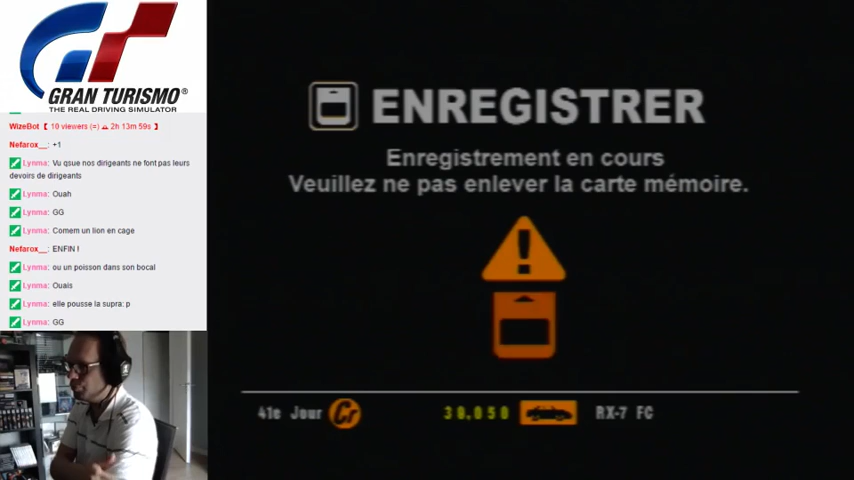 GRAN TURISMO®
THE REAL DRIVING SIMULATOR
WizeBot 【 10 viewers (=) 2h 13m 59s 】
Nefarox__: +1
Lynma: Vu qsue nos dirigeants ne font pas leurs
devoirs de dirigeants
Lynma: Ouah
Lynma: GG
Lynma: Comem un lion en cage
Nefarox__: ENFIN !
Lynma: ou un poisson dans son bocal
Lynma: Ouais
Lynma: elle pousse la supra: p
Lynma: GG
ENREGISTRER
Enregistrement en cours
Veuillez ne pas enlever la carte mémoire.
!
41e Jour Cr 38,050 RX-7 FC